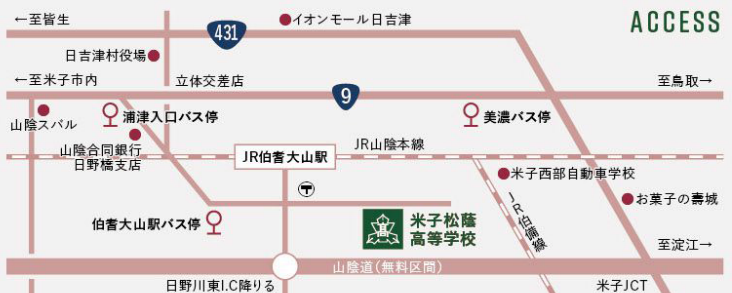 ←至皆生
431
イオンモール日吉津
ACCESS
日吉津村役場
←至米子市内
立体交差店
9
至鳥取→
山陰スバル
浦津入口バス停
美濃バス停
山陰合同銀行
日野橋支店
JR伯耆大山駅
JR山陰本線
米子西部自動車学校
お菓子の壽城
JR伯備線
伯耆大山駅バス停
米子松蔭
高等学校
至淀江→
山陰道(無料区間)
日野川東I.C降りる
米子JCT